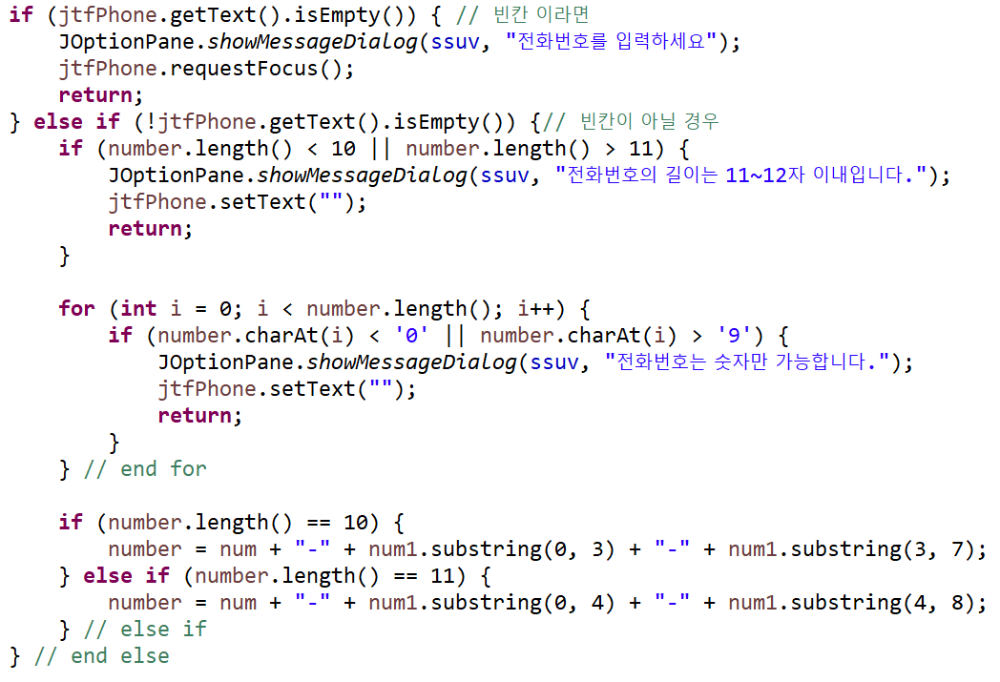 if (jtfPhone.getText().isEmpty()) { // 빈칸 이라면
    JOptionPane.showMessageDialog(ssuv, "전화번호를 입력하세요");
    jtfPhone.requestFocus();
    return;
} else if (!jtfPhone.getText().isEmpty()) {// 빈칸이 아닐 경우
    if (number.length() < 10 || number.length() > 11) {
        JOptionPane.showMessageDialog(ssuv, "전화번호의 길이는 11~12자 이내입니다.");
        jtfPhone.setText("");
        return;
    }

    for (int i = 0; i < number.length(); i++) {
        if (number.charAt(i) < '0' || number.charAt(i) > '9') {
            JOptionPane.showMessageDialog(ssuv, "전화번호는 숫자만 가능합니다.");
            jtfPhone.setText("");
            return;
        }
    } // end for

    if (number.length() == 10) {
        number = num + "-" + num1.substring(0, 3) + "-" + num1.substring(3, 7);
    } else if (number.length() == 11) {
        number = num + "-" + num1.substring(0, 4) + "-" + num1.substring(4, 8);
    } // else if
} // end else